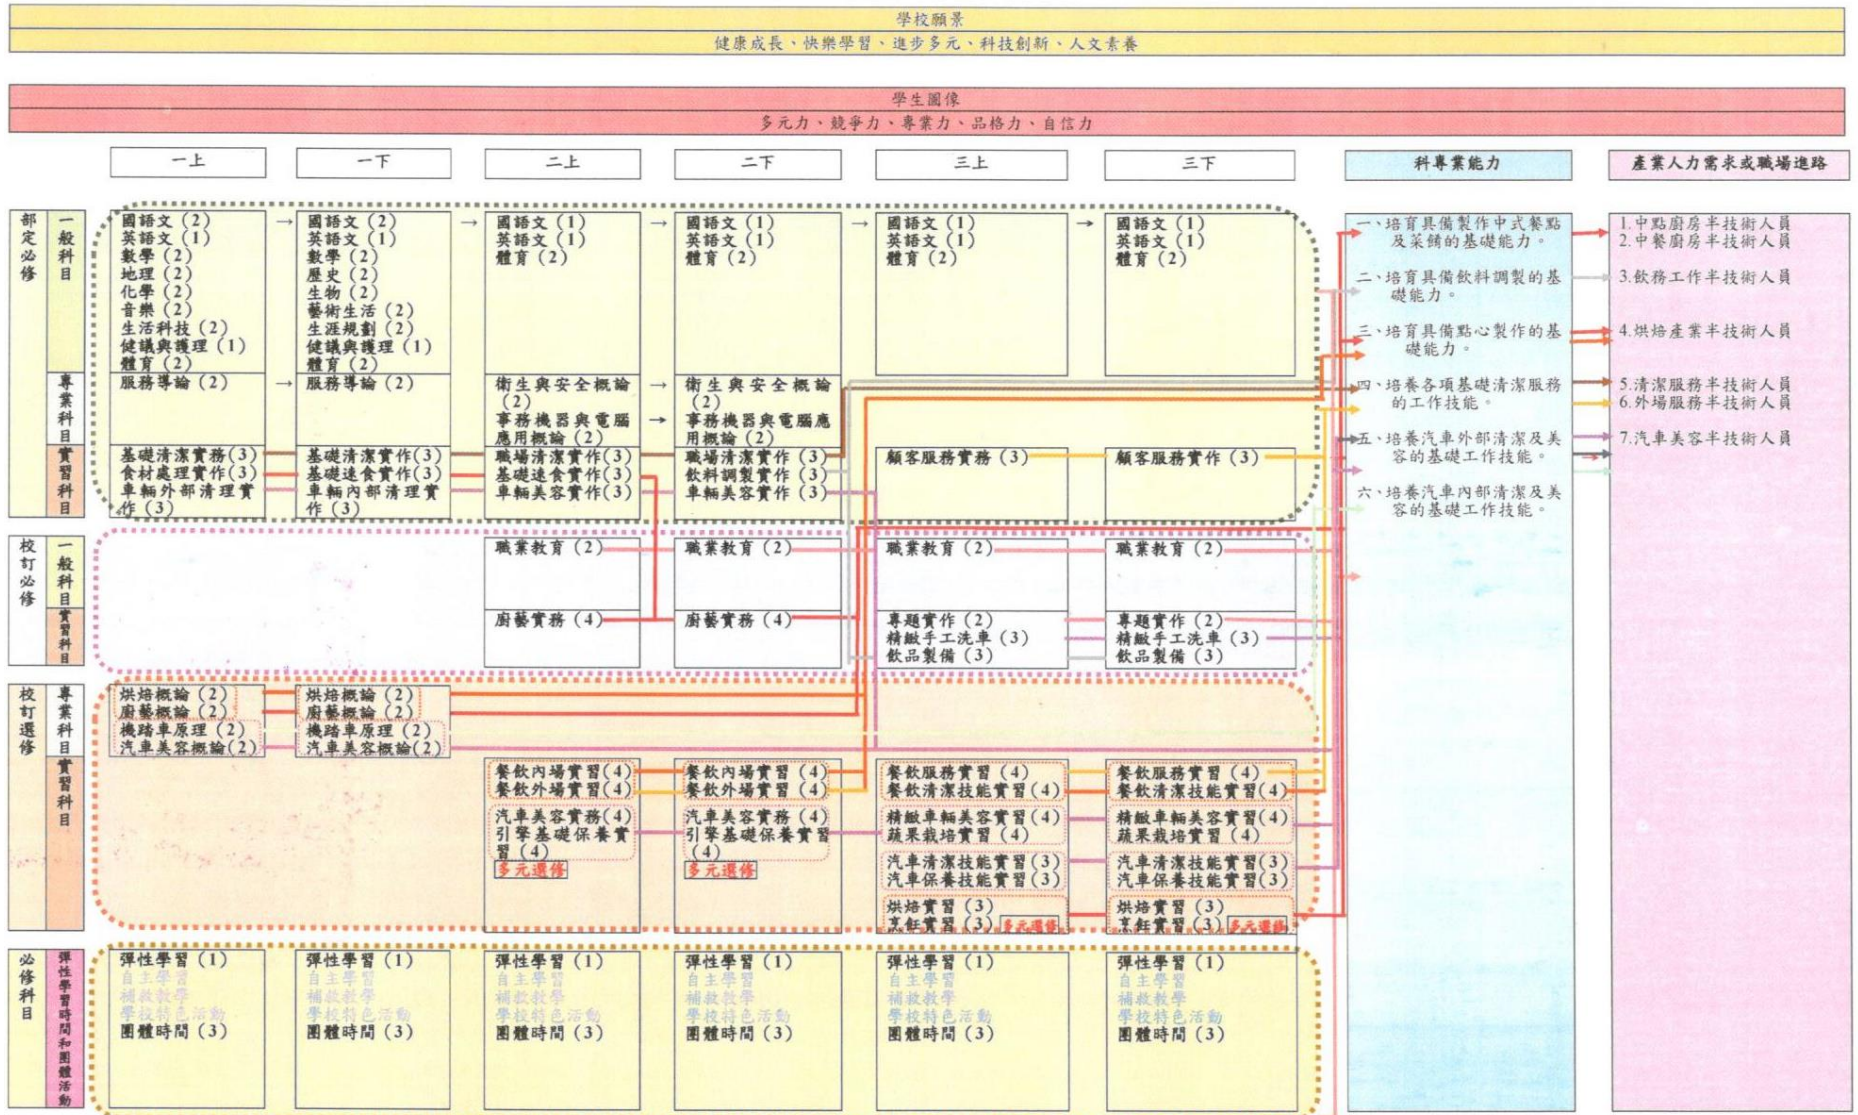 學校願景
健康成長、快樂學習、進步多元、科技創新、人文素養
學生圖像
多元力、競爭力、專業力、品格力、自信力
一上
一下
二上
二下
三上
三下
科專業能力
產業人力需求或職場進路
部定必修
一般科目
國語文（2）
英語文（1）
數學（2）
地理（2）
化學（2）
音樂（2）
生活科技（2）
健議與護理（1）
體育（2）
→
國語文（2）
英語文（1）
數學（2）
歷史（2）
生物（2）
藝術生活（2）
生涯規劃（2）
健議與護理（1）
體育（2）
→
國語文（1）
英語文（1）
體育（2）
→
國語文（1）
英語文（1）
體育（2）
→
國語文（1）
英語文（1）
體育（2）
→
國語文（1）
英語文（1）
體育（2）
專業科目
服務導論（2）
→
服務導論（2）
衛生與安全概論
（2）
事務機器與電腦
應用概論（2）
→
→
衛生與安全概論
（2）
事務機器與電腦應
用概論（2）
實習科目
基礎清潔實務(3)
食材處理實作(3)
車輛外部清理實
作（3）
基礎清潔實作(3)
基礎速食實作(3)
車輛內部清理實
作（3）
職場清潔實作(3)
基礎速食實作(3)
車輛美容實作(3)
職場清潔實作（3）
飲料調製實作（3）
車輛美容實作（3）
顧客服務實務（3）
顧客服務實作（3）
校訂必修
一般科目
職業教育（2）
職業教育（2）
職業教育（2）
職業教育（2）
實習科目
廚藝實務（4）
廚藝實務（4）
專題實作（2）
精緻手工洗車（3）
飲品製備（3）
專題實作（2）
精緻手工洗車（3）
飲品製備（3）
校訂選修
專業科目
烘焙概論（2）
廚藝概論（2）
機踏車原理（2）
汽車美容概論(2)
烘焙概論（2）
廚藝概論（2）
機踏車原理（2）
汽車美容概論(2)
實習科目
餐飲內場實習(4)
餐飲外場實習(4)
汽車美容實務(4)
引擎基礎保養實
習(4)
多元選修
餐飲內場實習（4）
餐飲外場實習（4）
汽車美容實務（4）
引擎基礎保養實習
（4）
多元選修
餐飲服務實習（4）
餐飲清潔技能實習(4)
精緻車輛美容實習(4)
蔬果栽培實習（4）
汽車清潔技能實習(3)
汽車保養技能實習(3)
烘焙實習（3）
烹飪實習（3）
多元選修
餐飲服務實習（4）
餐飲清潔技能實習(4)
精緻車輛美容實習(4)
蔬果栽培實習（4）
汽車清潔技能實習(3)
汽車保養技能實習(3)
烘焙實習（3）
烹飪實習（3）
多元選修
必修科目
彈性學習時間和團體活動
彈性學習（1）
自主學習
補救教學
學校特色活動
團體時間（3）
彈性學習（1）
自主學習
補救教學
學校特色活動
團體時間（3）
彈性學習（1）
自主學習
補救教學
學校特色活動
團體時間（3）
彈性學習（1）
自主學習
補救教學
學校特色活動
團體時間（3）
彈性學習（1）
自主學習
補救教學
學校特色活動
團體時間（3）
彈性學習（1）
自主學習
補救教學
學校特色活動
團體時間（3）
一、培育具備製作中式餐點
及菜餚的基礎能力。
二、培育具備飲料調製的基
礎能力。
三、培育具備點心製作的基
礎能力。
四、培養各項基礎清潔服務
的工作技能。
五、培養汽車外部清潔及美
容的基礎工作技能。
六、培養汽車內部清潔及美
容的基礎工作技能。
1.中點廚房半技術人員
2.中餐廚房半技術人員
3.飲務工作半技術人員
4.烘焙產業半技術人員
5.清潔服務半技術人員
6.外場服務半技術人員
7.汽車美容半技術人員